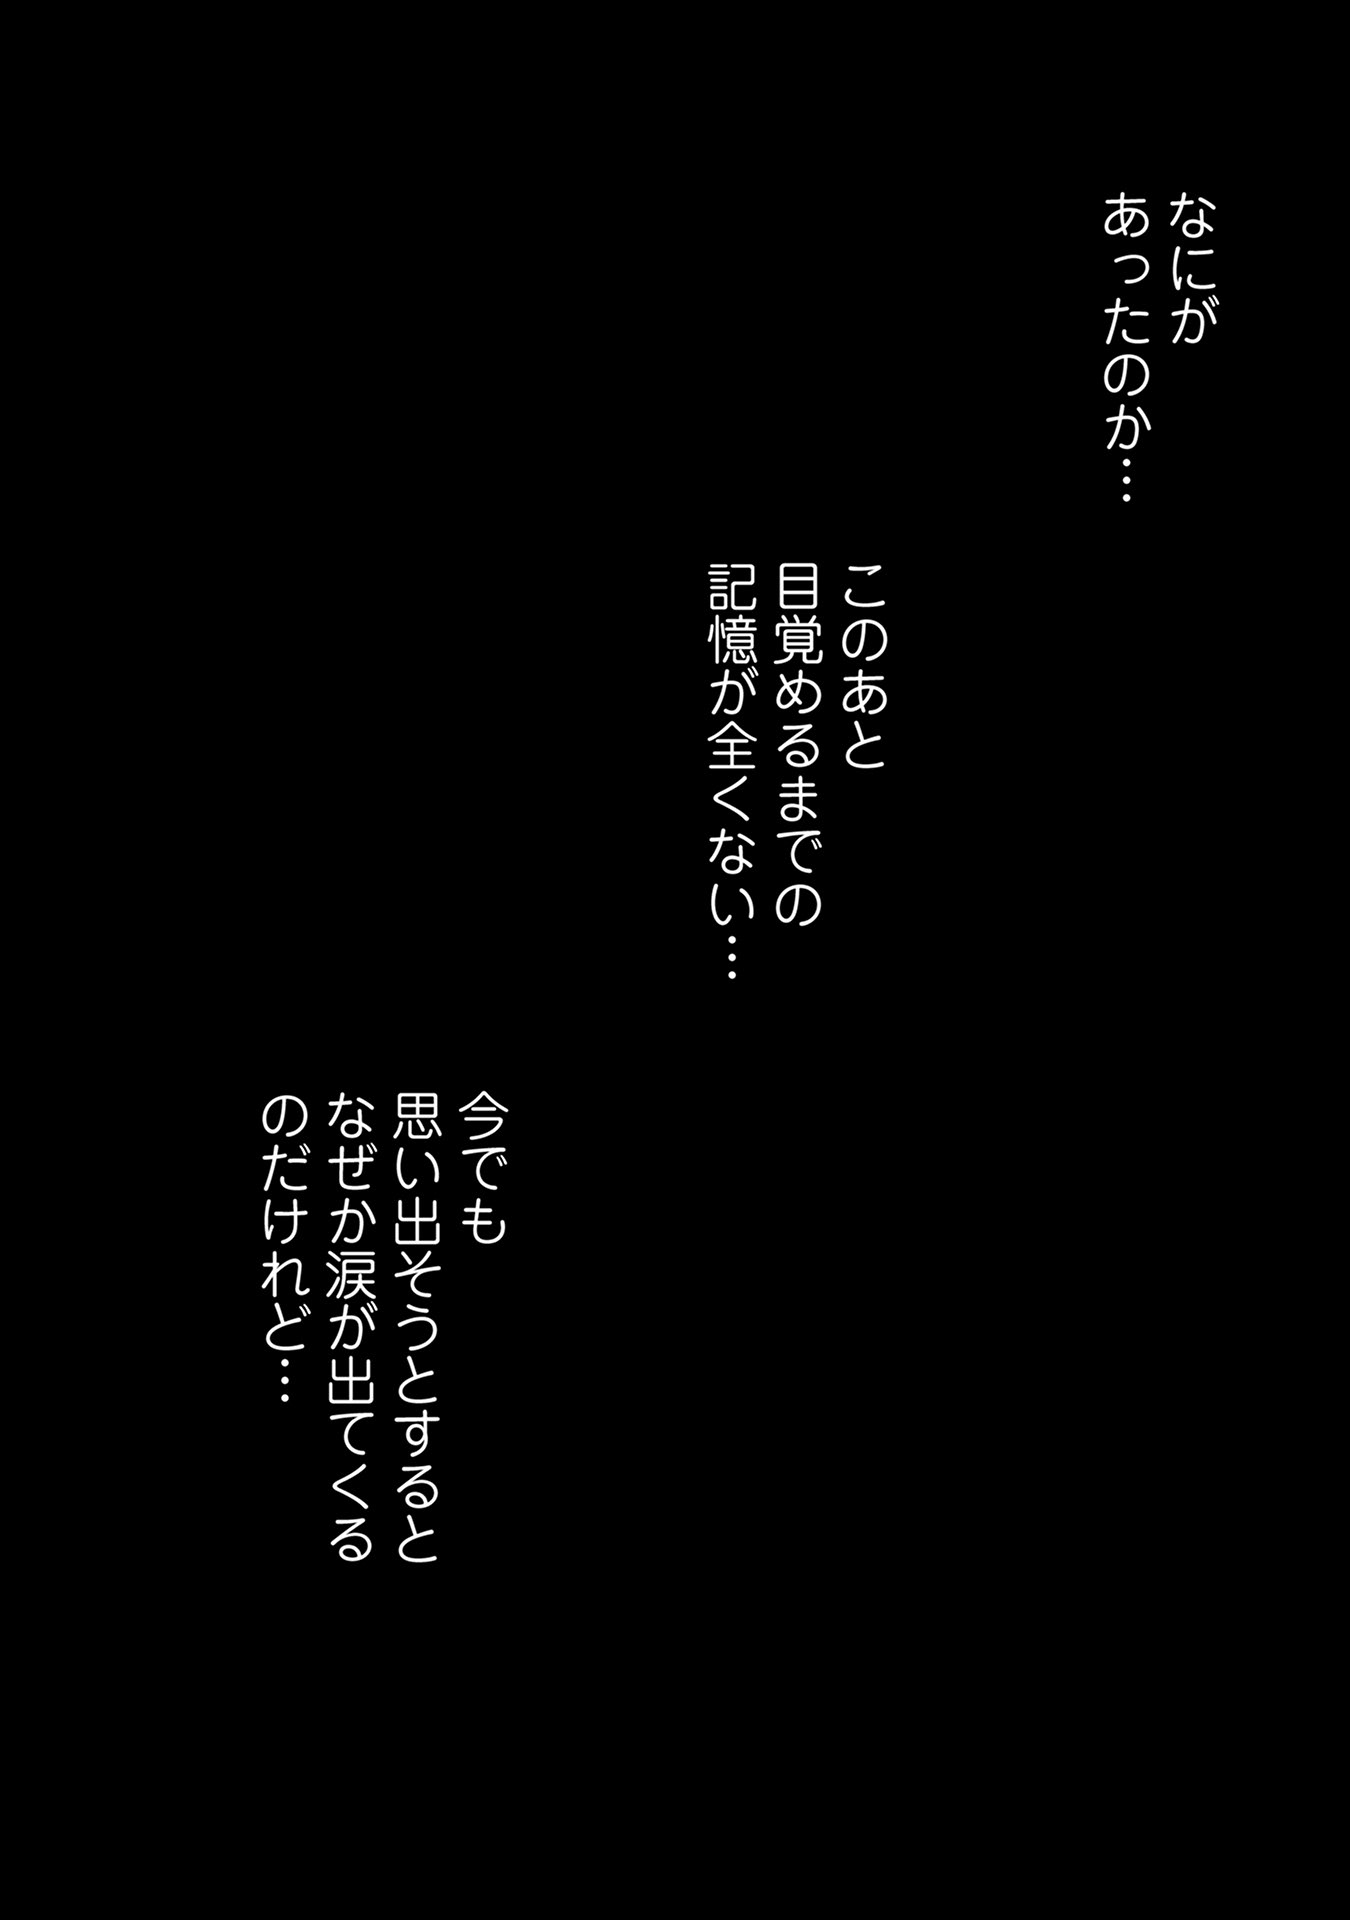 なにが
あったのか…
このあと
目覚めるまでの
記憶が全くない…
今でも
思い出そうとすると
なぜか涙が出てくる
のだけれど…